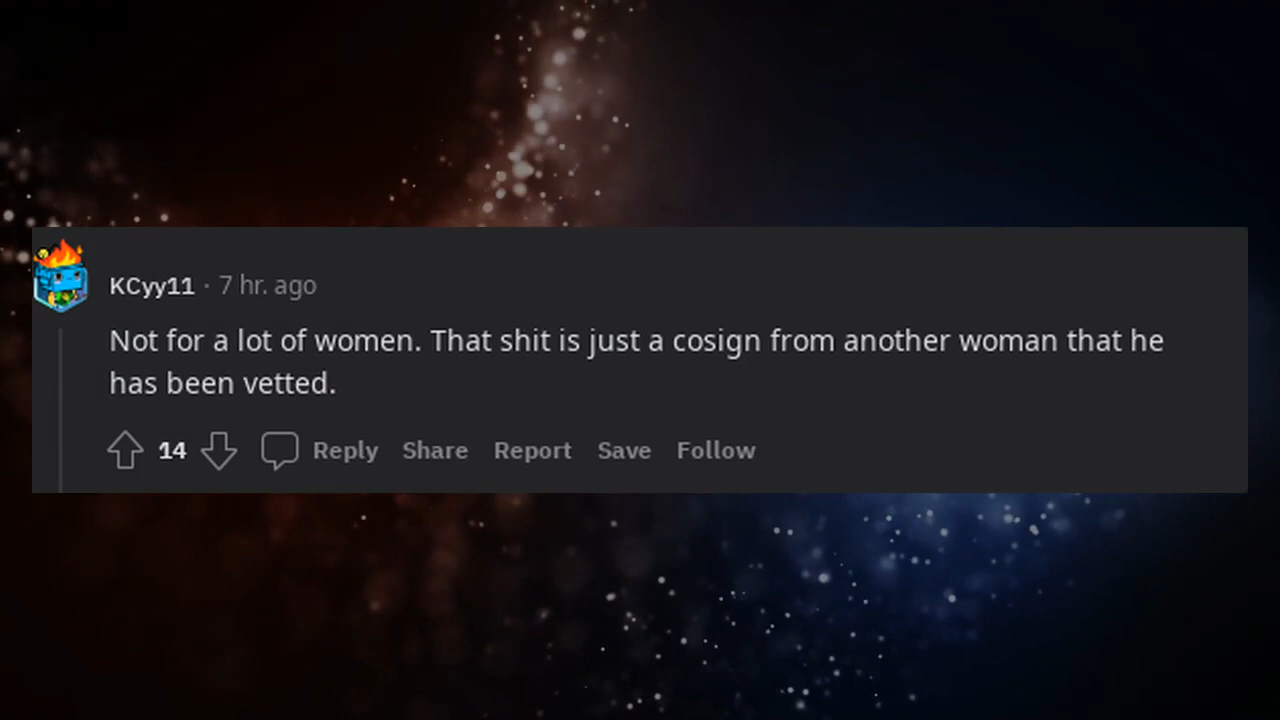 KCyy11 · 7 hr. ago
Not for a lot of women. That shit is just a cosign from another woman that he
has been vetted.
14 Reply Share Report Save Follow